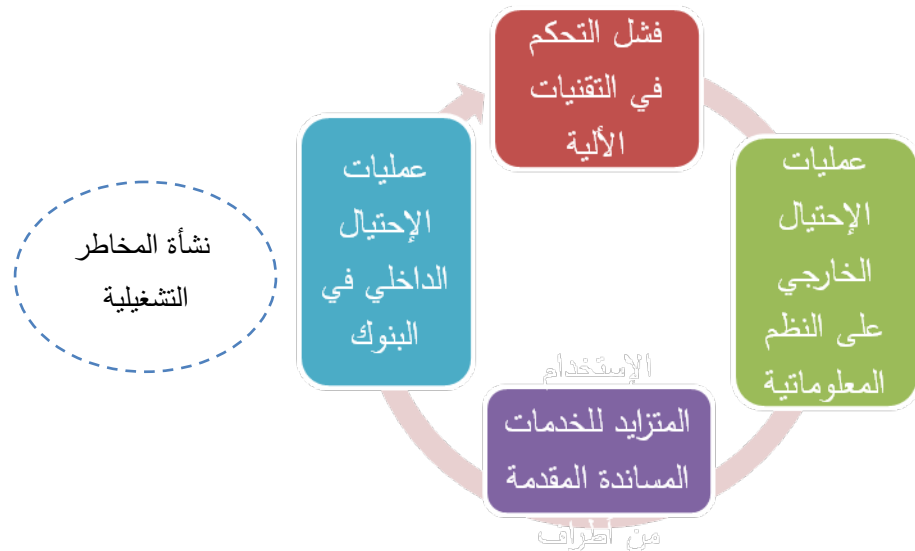 فشل التحكم
في التقنيات
الألية
عمليات
الإحتيال
الخارجي
على النظم
المعلوماتية
الإستخدام
المتزايد للخدمات
المساندة المقدمة
من أطراف
عمليات
الإحتيال
الداخلي في
البنوك
نشأة المخاطر
التشغيلية